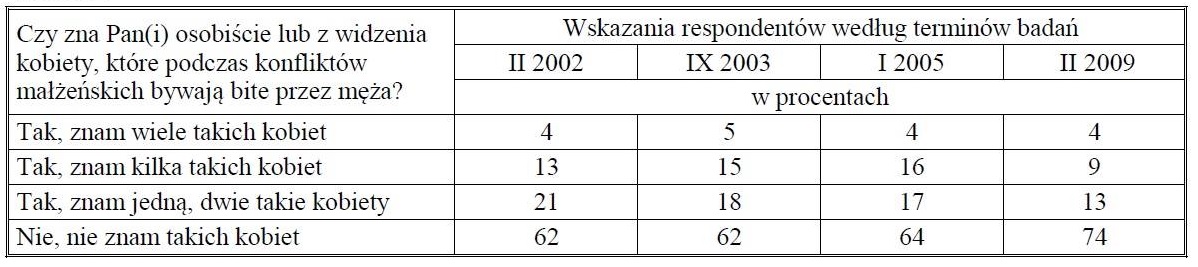 Czy zna Pan(i) osobiście lub z widzenia
kobiety, które podczas konfliktów
małżeńskich bywają bite przez męża?
Wskazania respondentów według terminów badań
II 2002 IX 2003 I 2005 II 2009
w procentach
Tak, znam wiele takich kobiet 4 5 4 4
Tak, znam kilka takich kobiet 13 15 16 9
Tak, znam jedną, dwie takie kobiety 21 18 17 13
Nie, nie znam takich kobiet 62 62 64 74